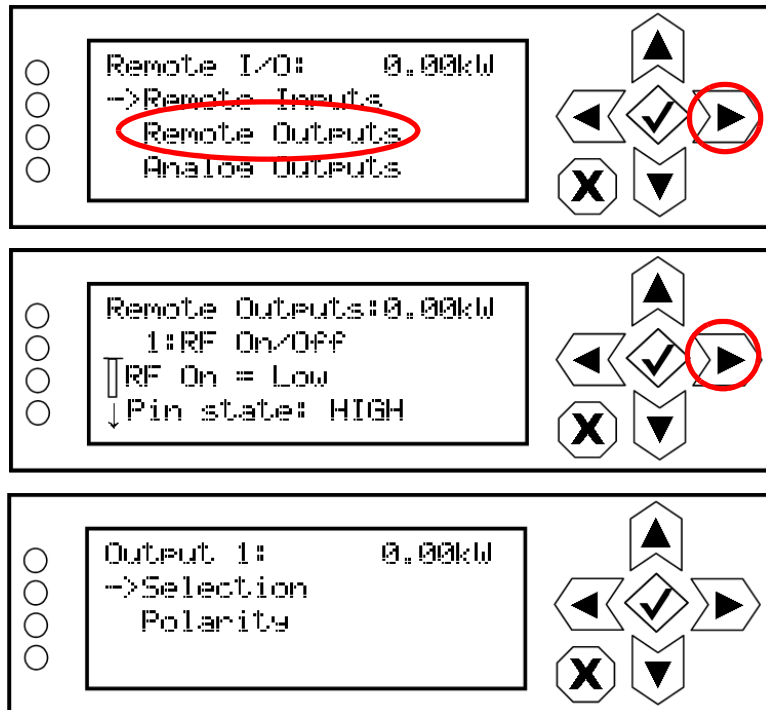 Remote I/O: 0.00kW
->Remote Inputs
Remote Outputs
Analog Outputs
X
Remote Outputs:0.00kW
1:RF On/Off
RF On = Low
↓Pin state: HIGH
X
Output 1: 0.00kW
->Selection
Polarity
X